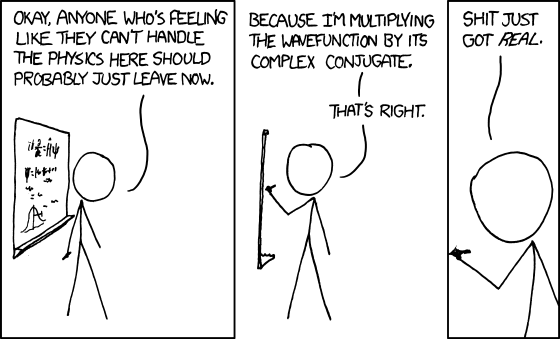 OKAY, ANYONE WHO'S FEELING
LIKE THEY CAN'T HANDLE
THE PHYSICS HERE SHOULD
PROBABLY JUST LEAVE NOW.
BECAUSE I'M MULTIPLYING
THE WAVEFUNCTION BY ITS
COMPLEX CONJUGATE.
THAT'S RIGHT.
SHIT JUST
GOT REAL.